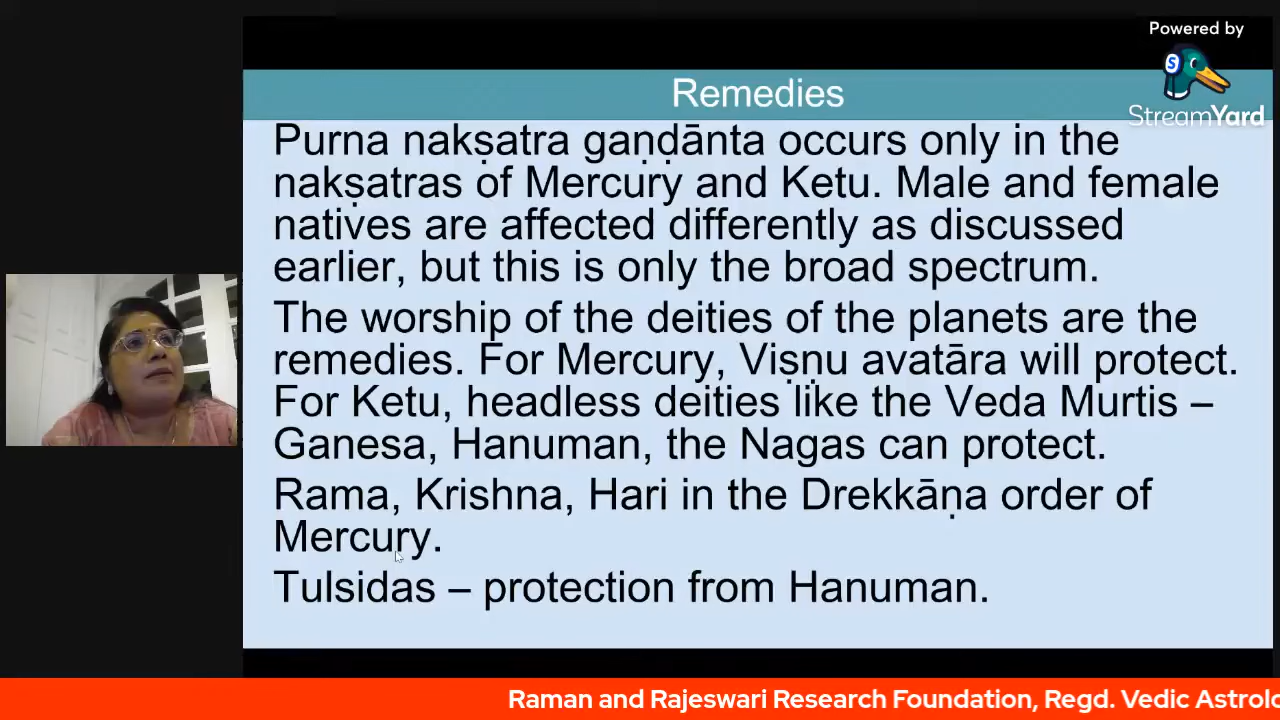 Powered by
StreamYard
Remedies
Purna nakṣatra gaṇḍānta occurs only in the
nakṣatras of Mercury and Ketu. Male and female
natives are affected differently as discussed
earlier, but this is only the broad spectrum.
The worship of the deities of the planets are the
remedies. For Mercury, Viṣṇu avatāra will protect.
For Ketu, headless deities like the Veda Murtis –
Ganesa, Hanuman, the Nagas can protect.
Rama, Krishna, Hari in the Drekkāṇa order of
Mercury.
Tulsidas – protection from Hanuman.
Raman and Rajeswari Research Foundation, Regd. Vedic Astrolo